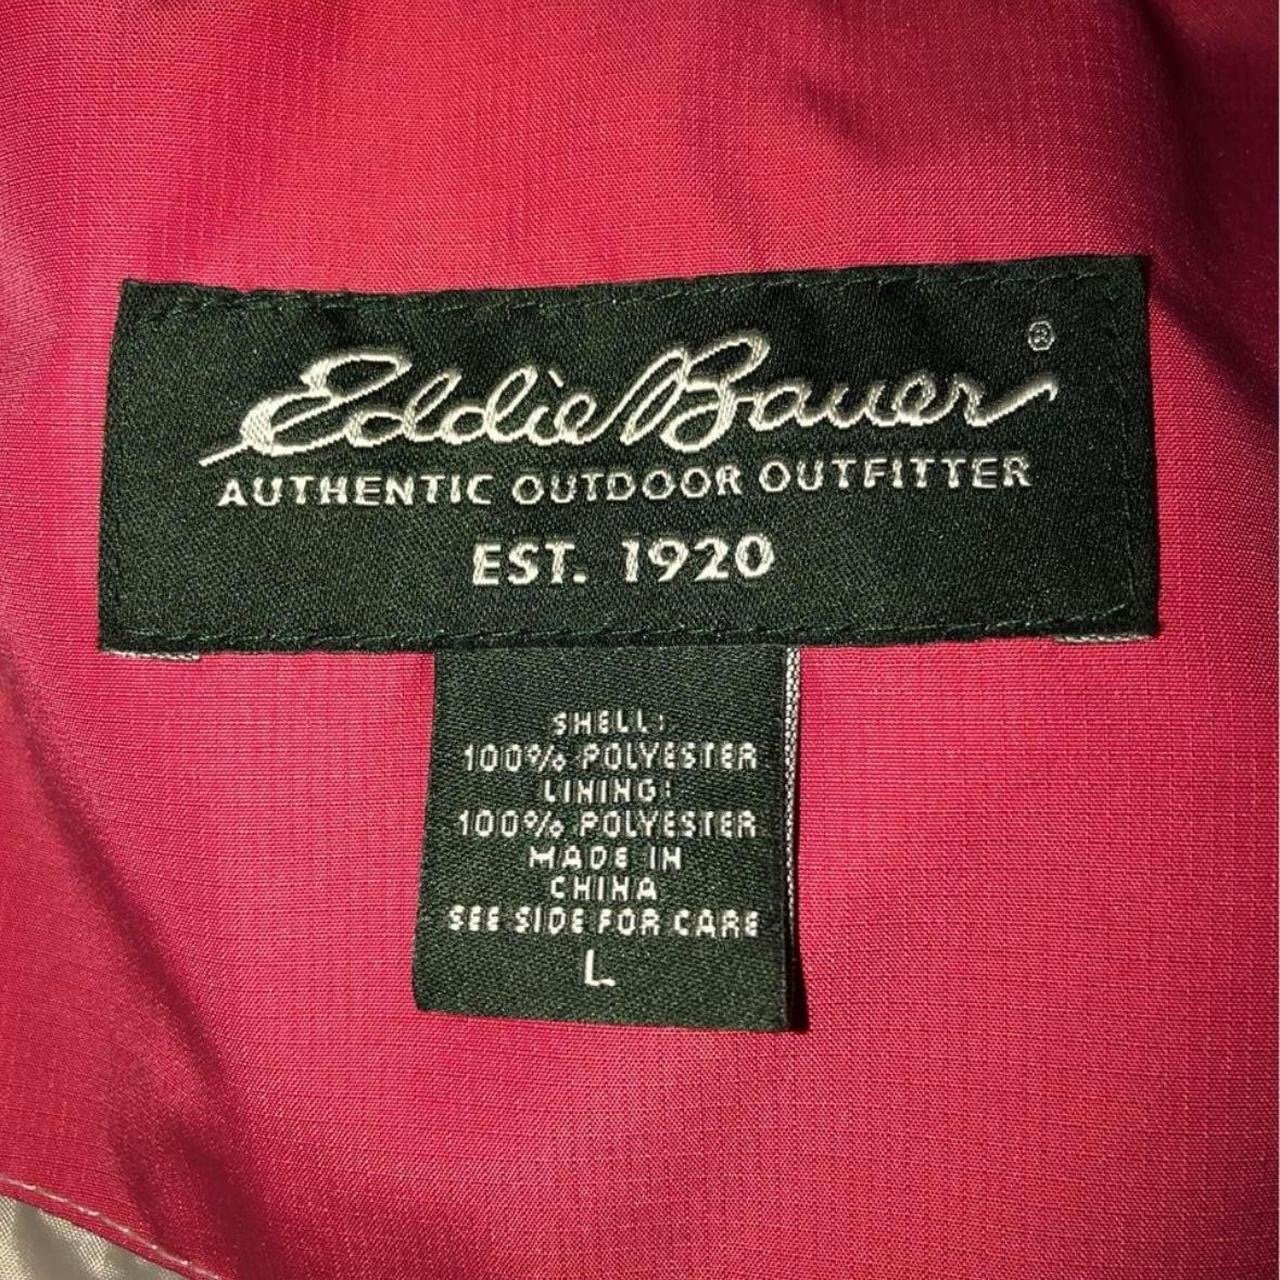 Eddie Bauer®
AUTHENTIC OUTDOOR OUTFITTER
EST. 1920
SHELL:
100% POLYESTER
LINING:
100% POLYESTER
MADE IN
CHINA
SEE SIDE FOR CARE
L